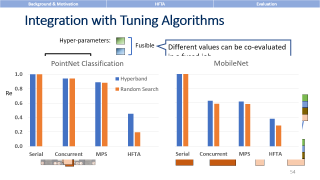 Background & Motivation HFTA Evaluation
Integration with Tuning Algorithms
Hyper-parameters:
Fusible
Different values can be co-evaluated
PointNet Classification
MobileNet
Hyperband
Random Search
1.0
0.8
0.6
0.4
0.2
0.0
Re
Serial Concurrent MPS HFTA
Serial Concurrent MPS HFTA
14